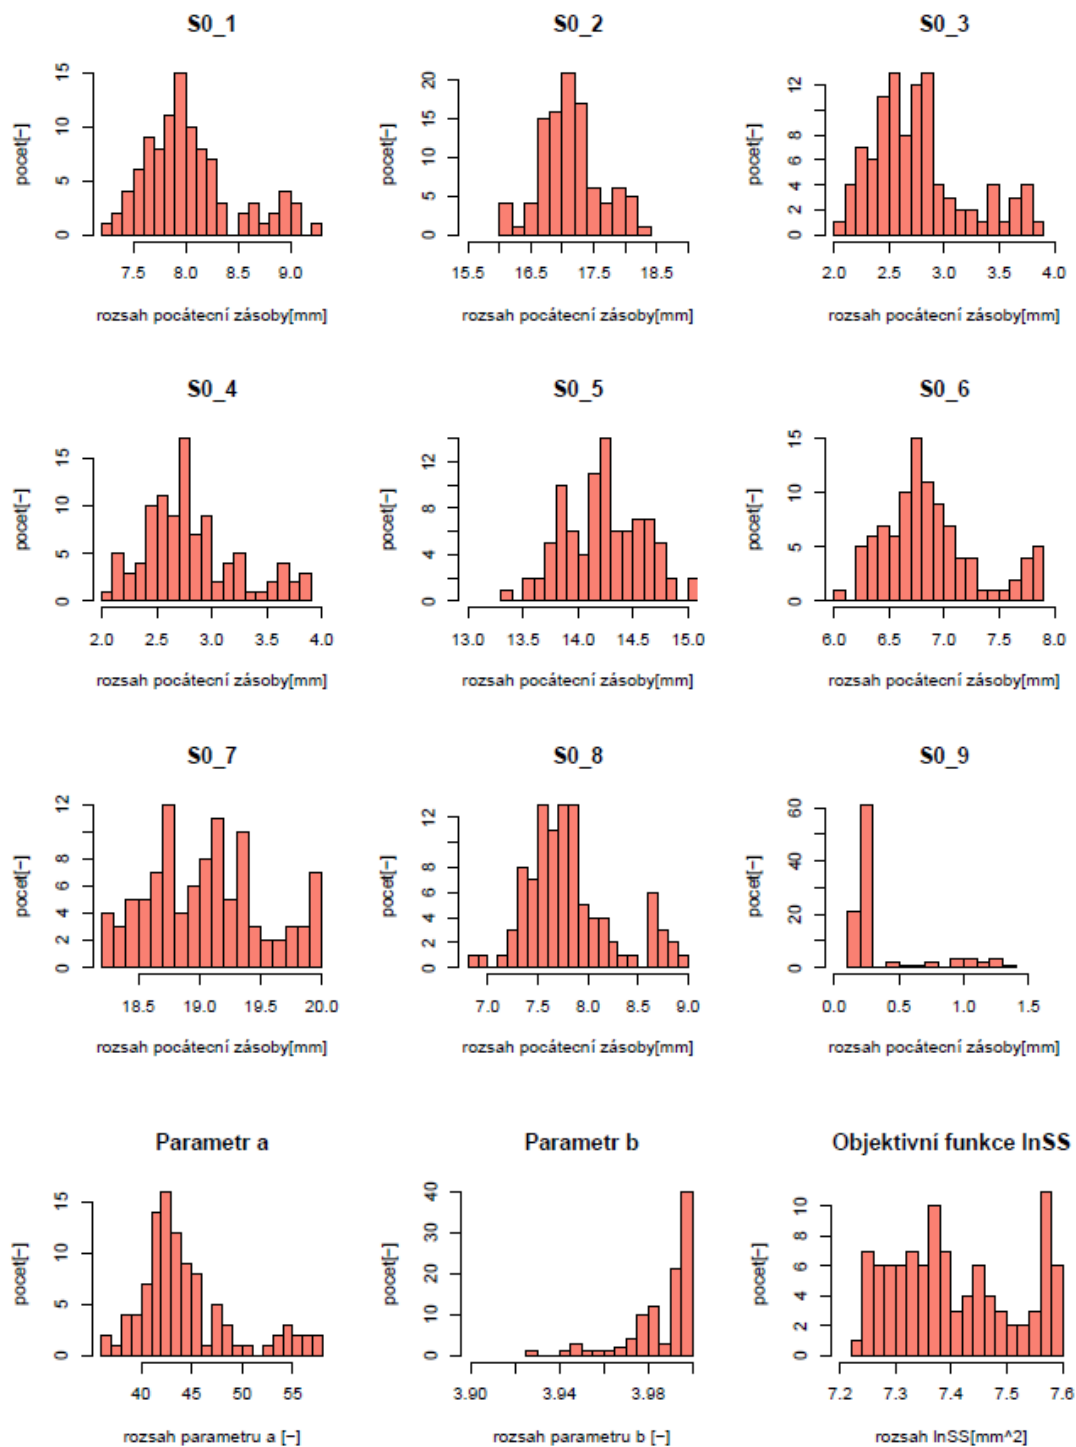 S0_1 S0_2 S0_3
pocet[−] 0 5 10 15
7.5 8.0 8.5 9.0
rozsah pocátecní zásoby[mm]
pocet[−] 0 5 10 15 20
15.5 16.5 17.5 18.5
rozsah pocátecní zásoby[mm]
pocet[−] 0 2 4 6 8 12
2.0 2.5 3.0 3.5 4.0
rozsah pocátecní zásoby[mm]
S0_4 S0_5 S0_6
pocet[−] 0 5 10 15
2.0 2.5 3.0 3.5 4.0
rozsah pocátecní zásoby[mm]
pocet[−] 0 4 8 12
13.0 13.5 14.0 14.5 15.0
rozsah pocátecní zásoby[mm]
pocet[−] 0 5 10 15
6.0 6.5 7.0 7.5 8.0
rozsah pocátecní zásoby[mm]
S0_7 S0_8 S0_9
pocet[−] 0 2 4 6 8 12
18.5 19.0 19.5 20.0
rozsah pocátecní zásoby[mm]
pocet[−] 0 2 4 6 8 12
7.0 7.5 8.0 8.5 9.0
rozsah pocátecní zásoby[mm]
pocet[−] 0 20 40 60
0.0 0.5 1.0 1.5
rozsah pocátecní zásoby[mm]
Parametr a Parametr b Objektivní funkce lnSS
pocet[−] 0 5 10 15
40 45 50 55
rozsah parametru a [−]
pocet[−] 0 10 20 30 40
3.90 3.94 3.98
rozsah parametru b [−]
pocet[−] 0 2 4 6 8 10
7.2 7.3 7.4 7.5 7.6
rozsah lnSS[mm^2]